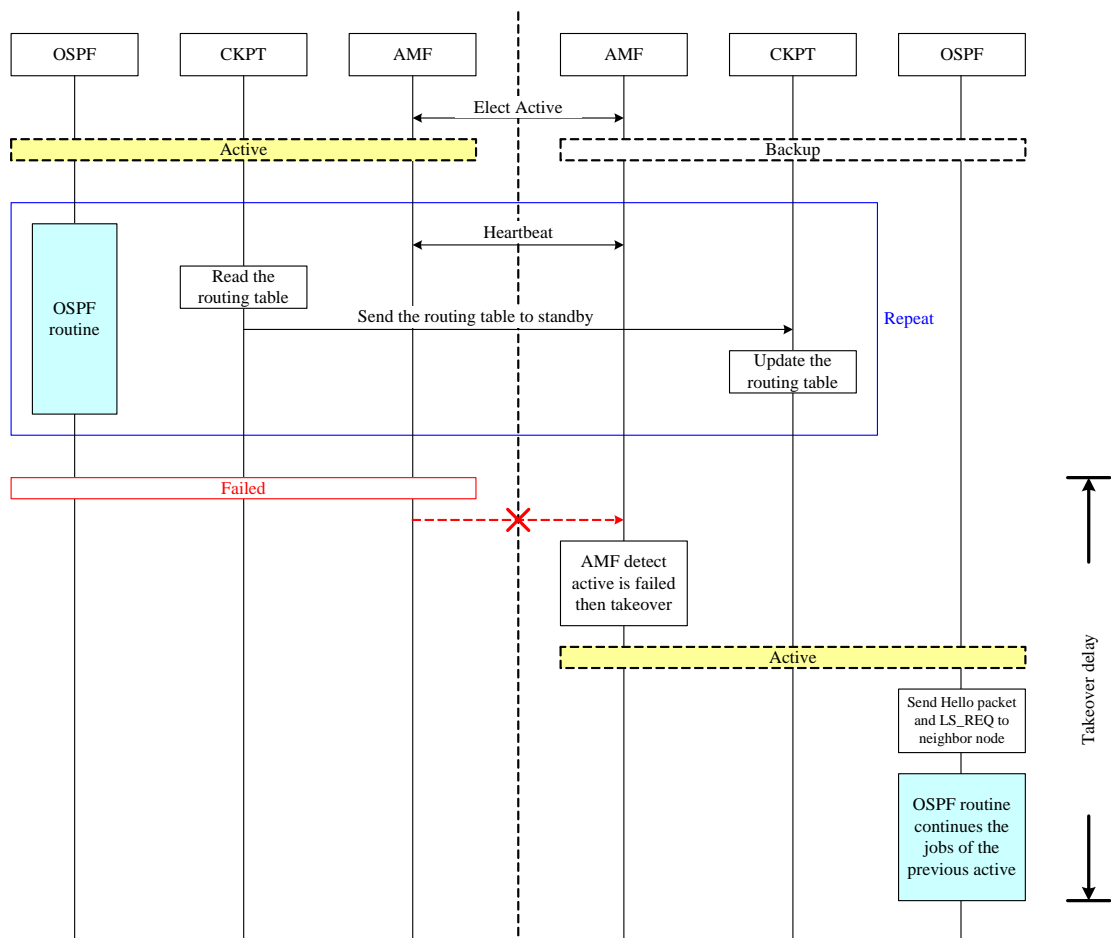 OSPF
CKPT
AMF
AMF
CKPT
OSPF
Elect Active
Active
Backup
Heartbeat
Read the
routing table
OSPF
routine
Send the routing table to standby
Repeat
Update the
routing table
Failed
AMF detect
active is failed
then takeover
Active
Send Hello packet
and LS_REQ to
neighbor node
Takeover delay
OSPF routine
continues the
jobs of the
previous active